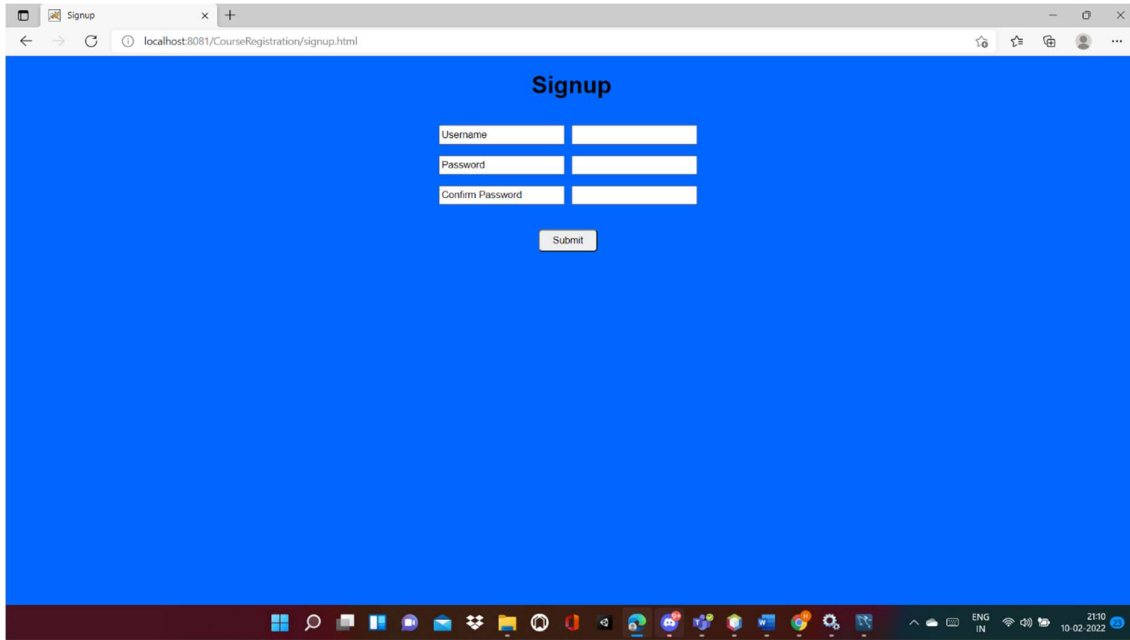 Signup
localhost:8081/CourseRegistration/signup.html
Signup
Username
Password
Confirm Password
Submit
ENG
IN
21:10
10-02-2022